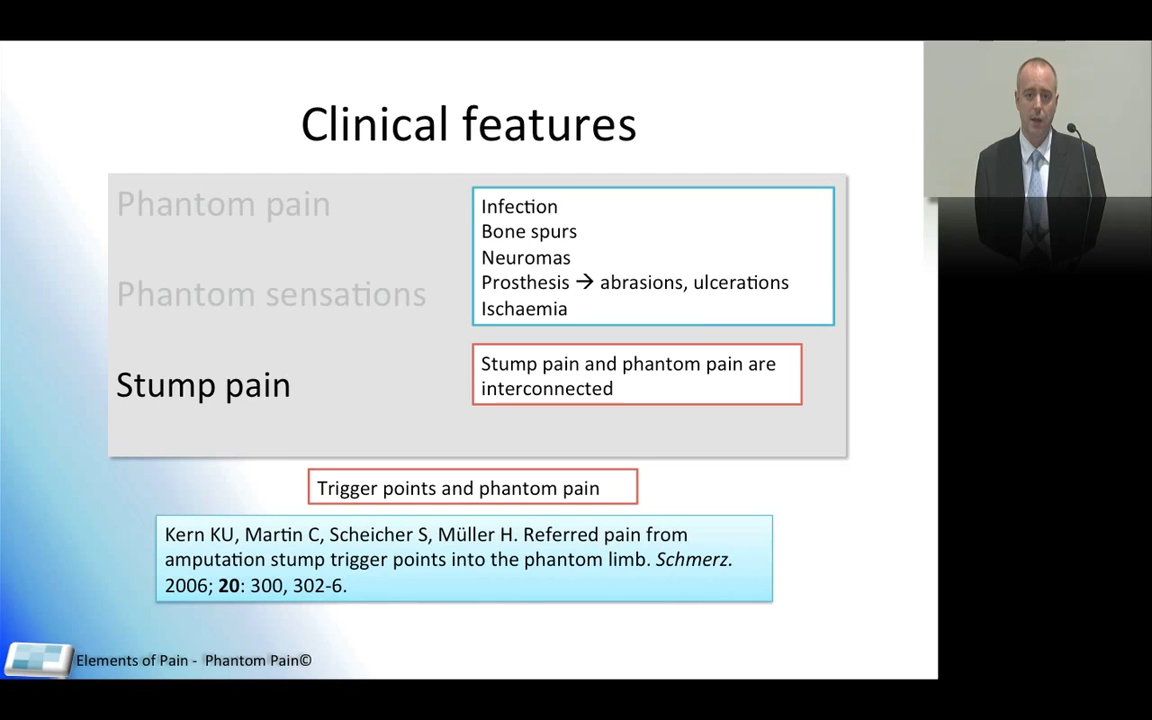 Clinical features
Phantom pain
Phantom sensations
Stump pain
Infection
Bone spurs
Neuromas
Prosthesis → abrasions, ulcerations
Ischaemia
Stump pain and phantom pain are
interconnected
Trigger points and phantom pain
Kern KU, Martin C, Scheicher S, Müller H. Referred pain from
amputation stump trigger points into the phantom limb. Schmerz.
2006; 20: 300, 302-6.
Elements of Pain - Phantom Pain©